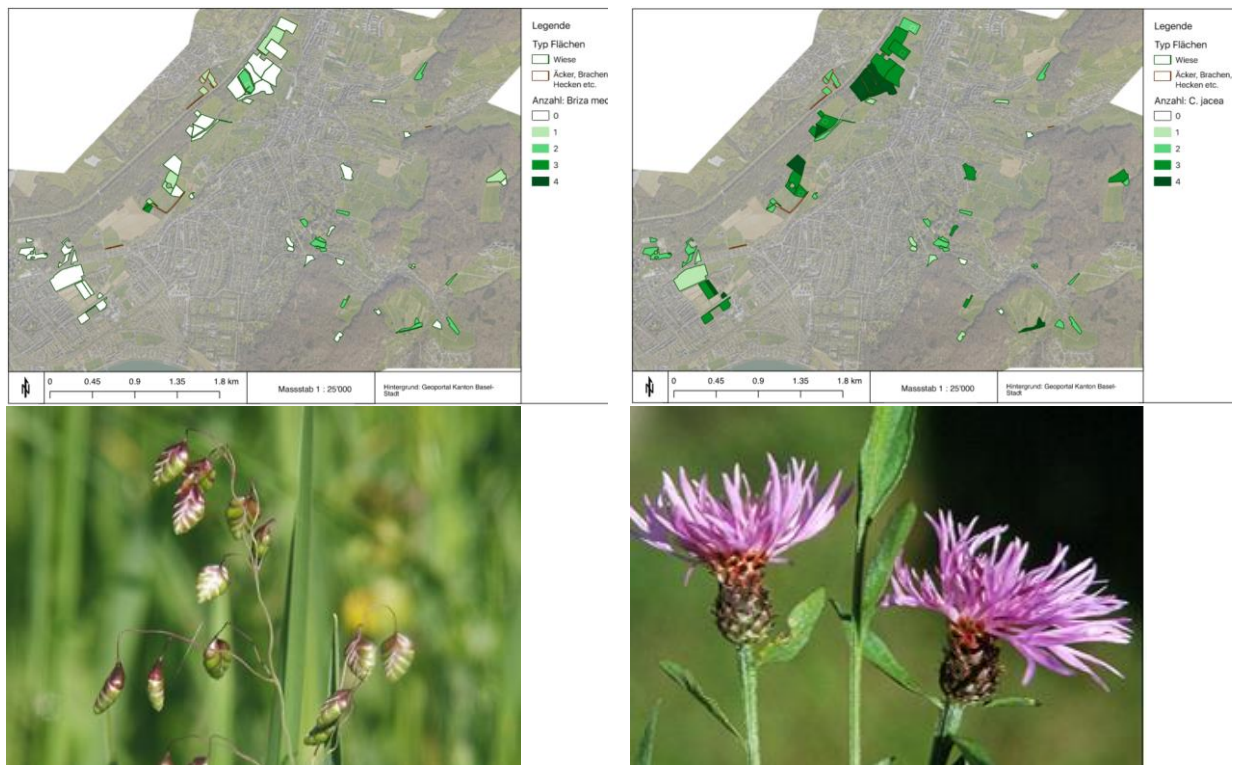 Legende
Typ Flächen
Wiese
Äcker, Brachen,
Hecken etc.
Anzahl: Briza med
0
1
2
3
4
N
0 0.45 0.9 1.35 1.8 km
Massstab 1 : 25'000
Hintergrund: Geoportal Kanton Basel-
Stadt
Legende
Typ Flächen
Wiese
Äcker, Brachen,
Hecken etc.
Anzahl: C. jacea
0
1
2
3
4
N
0 0.45 0.9 1.35 1.8 km
Massstab 1 : 25'000
Hintergrund: Geoportal Kanton Basel-
Stadt